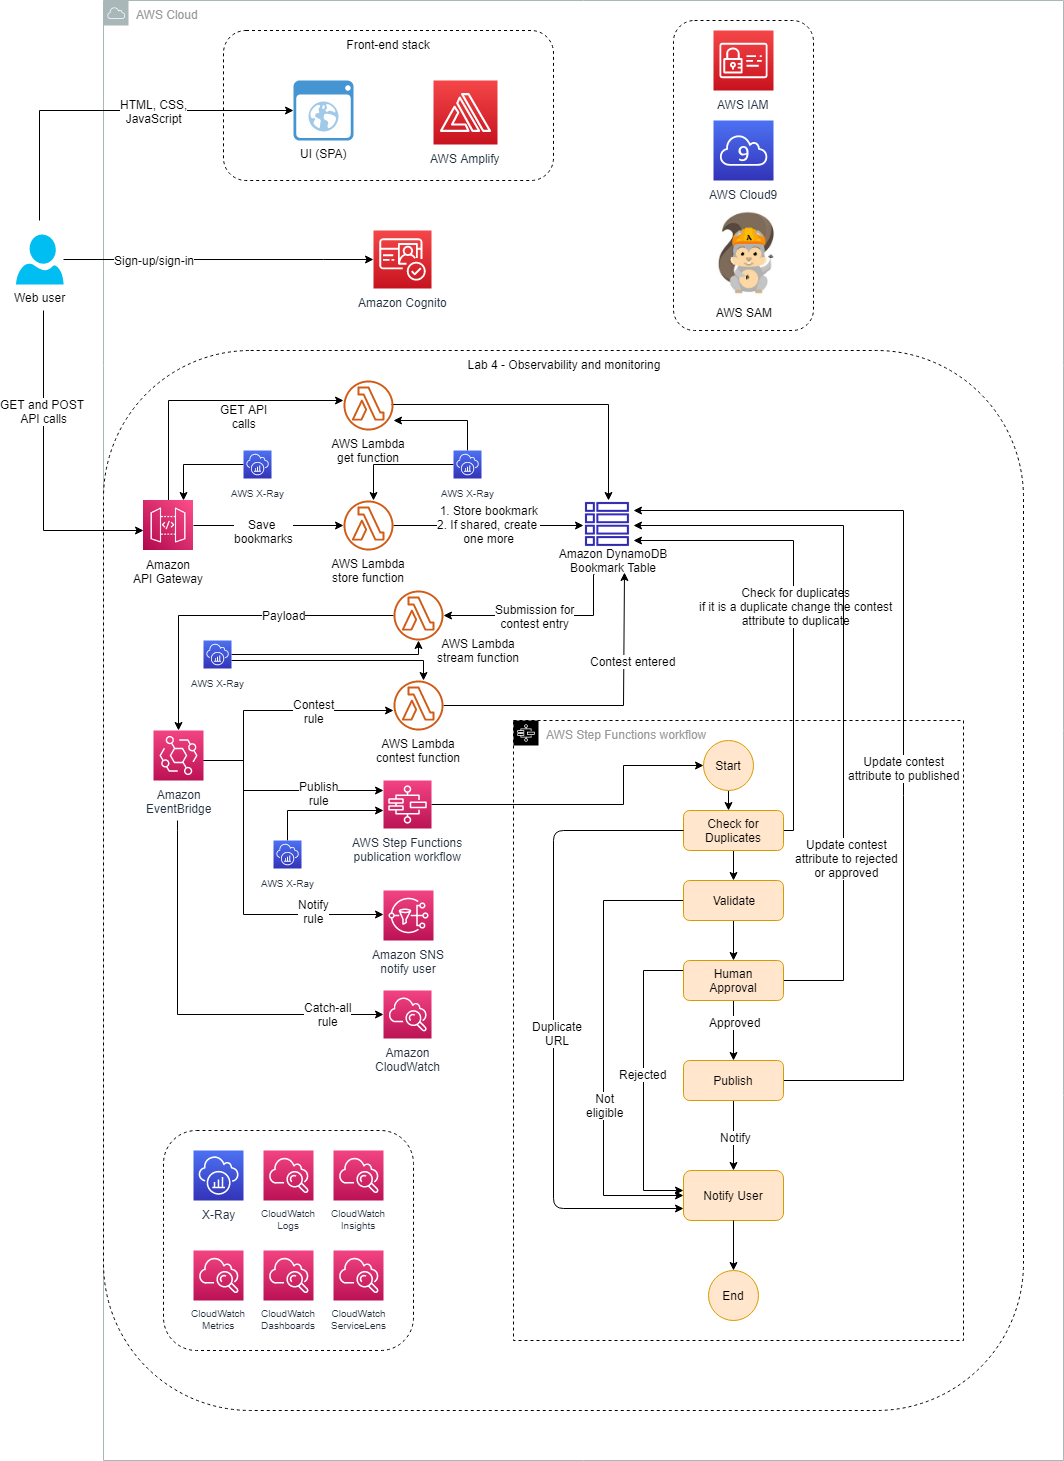 AWS Cloud
Front-end stack
HTML, CSS,
JavaScript
UI (SPA)
AWS Amplify
AWS IAM
9
AWS Cloud9
AWS SAM
Web user
Sign-up/sign-in
Amazon Cognito
GET and POST
API calls
Lab 4 - Observability and monitoring
GET API
calls
AWS Lambda
get function
AWS X-Ray
AWS X-Ray
Amazon
API Gateway
Save
bookmarks
AWS Lambda
store function
1. Store bookmark
2. If shared, create
one more
Amazon DynamoDB
Bookmark Table
Payload
AWS Lambda
stream function
Submission for
contest entry
Check for duplicates
if it is a duplicate change the contest
attribute to duplicate
AWS X-Ray
Contest entered
Contest
rule
AWS Lambda
contest function
Amazon
EventBridge
Publish
rule
AWS Step Functions
publication workflow
AWS X-Ray
Notify
rule
Amazon SNS
notify user
Catch-all
rule
Amazon
CloudWatch
AWS Step Functions workflow
Start
Update contest
attribute to published
Check for
Duplicates
Update contest
attribute to rejected
or approved
Validate
Human
Approval
Approved
Duplicate
URL
Rejected
Publish
Not
eligible
Notify
Notify User
End
X-Ray
CloudWatch
Logs
CloudWatch
Insights
CloudWatch
Metrics
CloudWatch
Dashboards
CloudWatch
ServiceLens